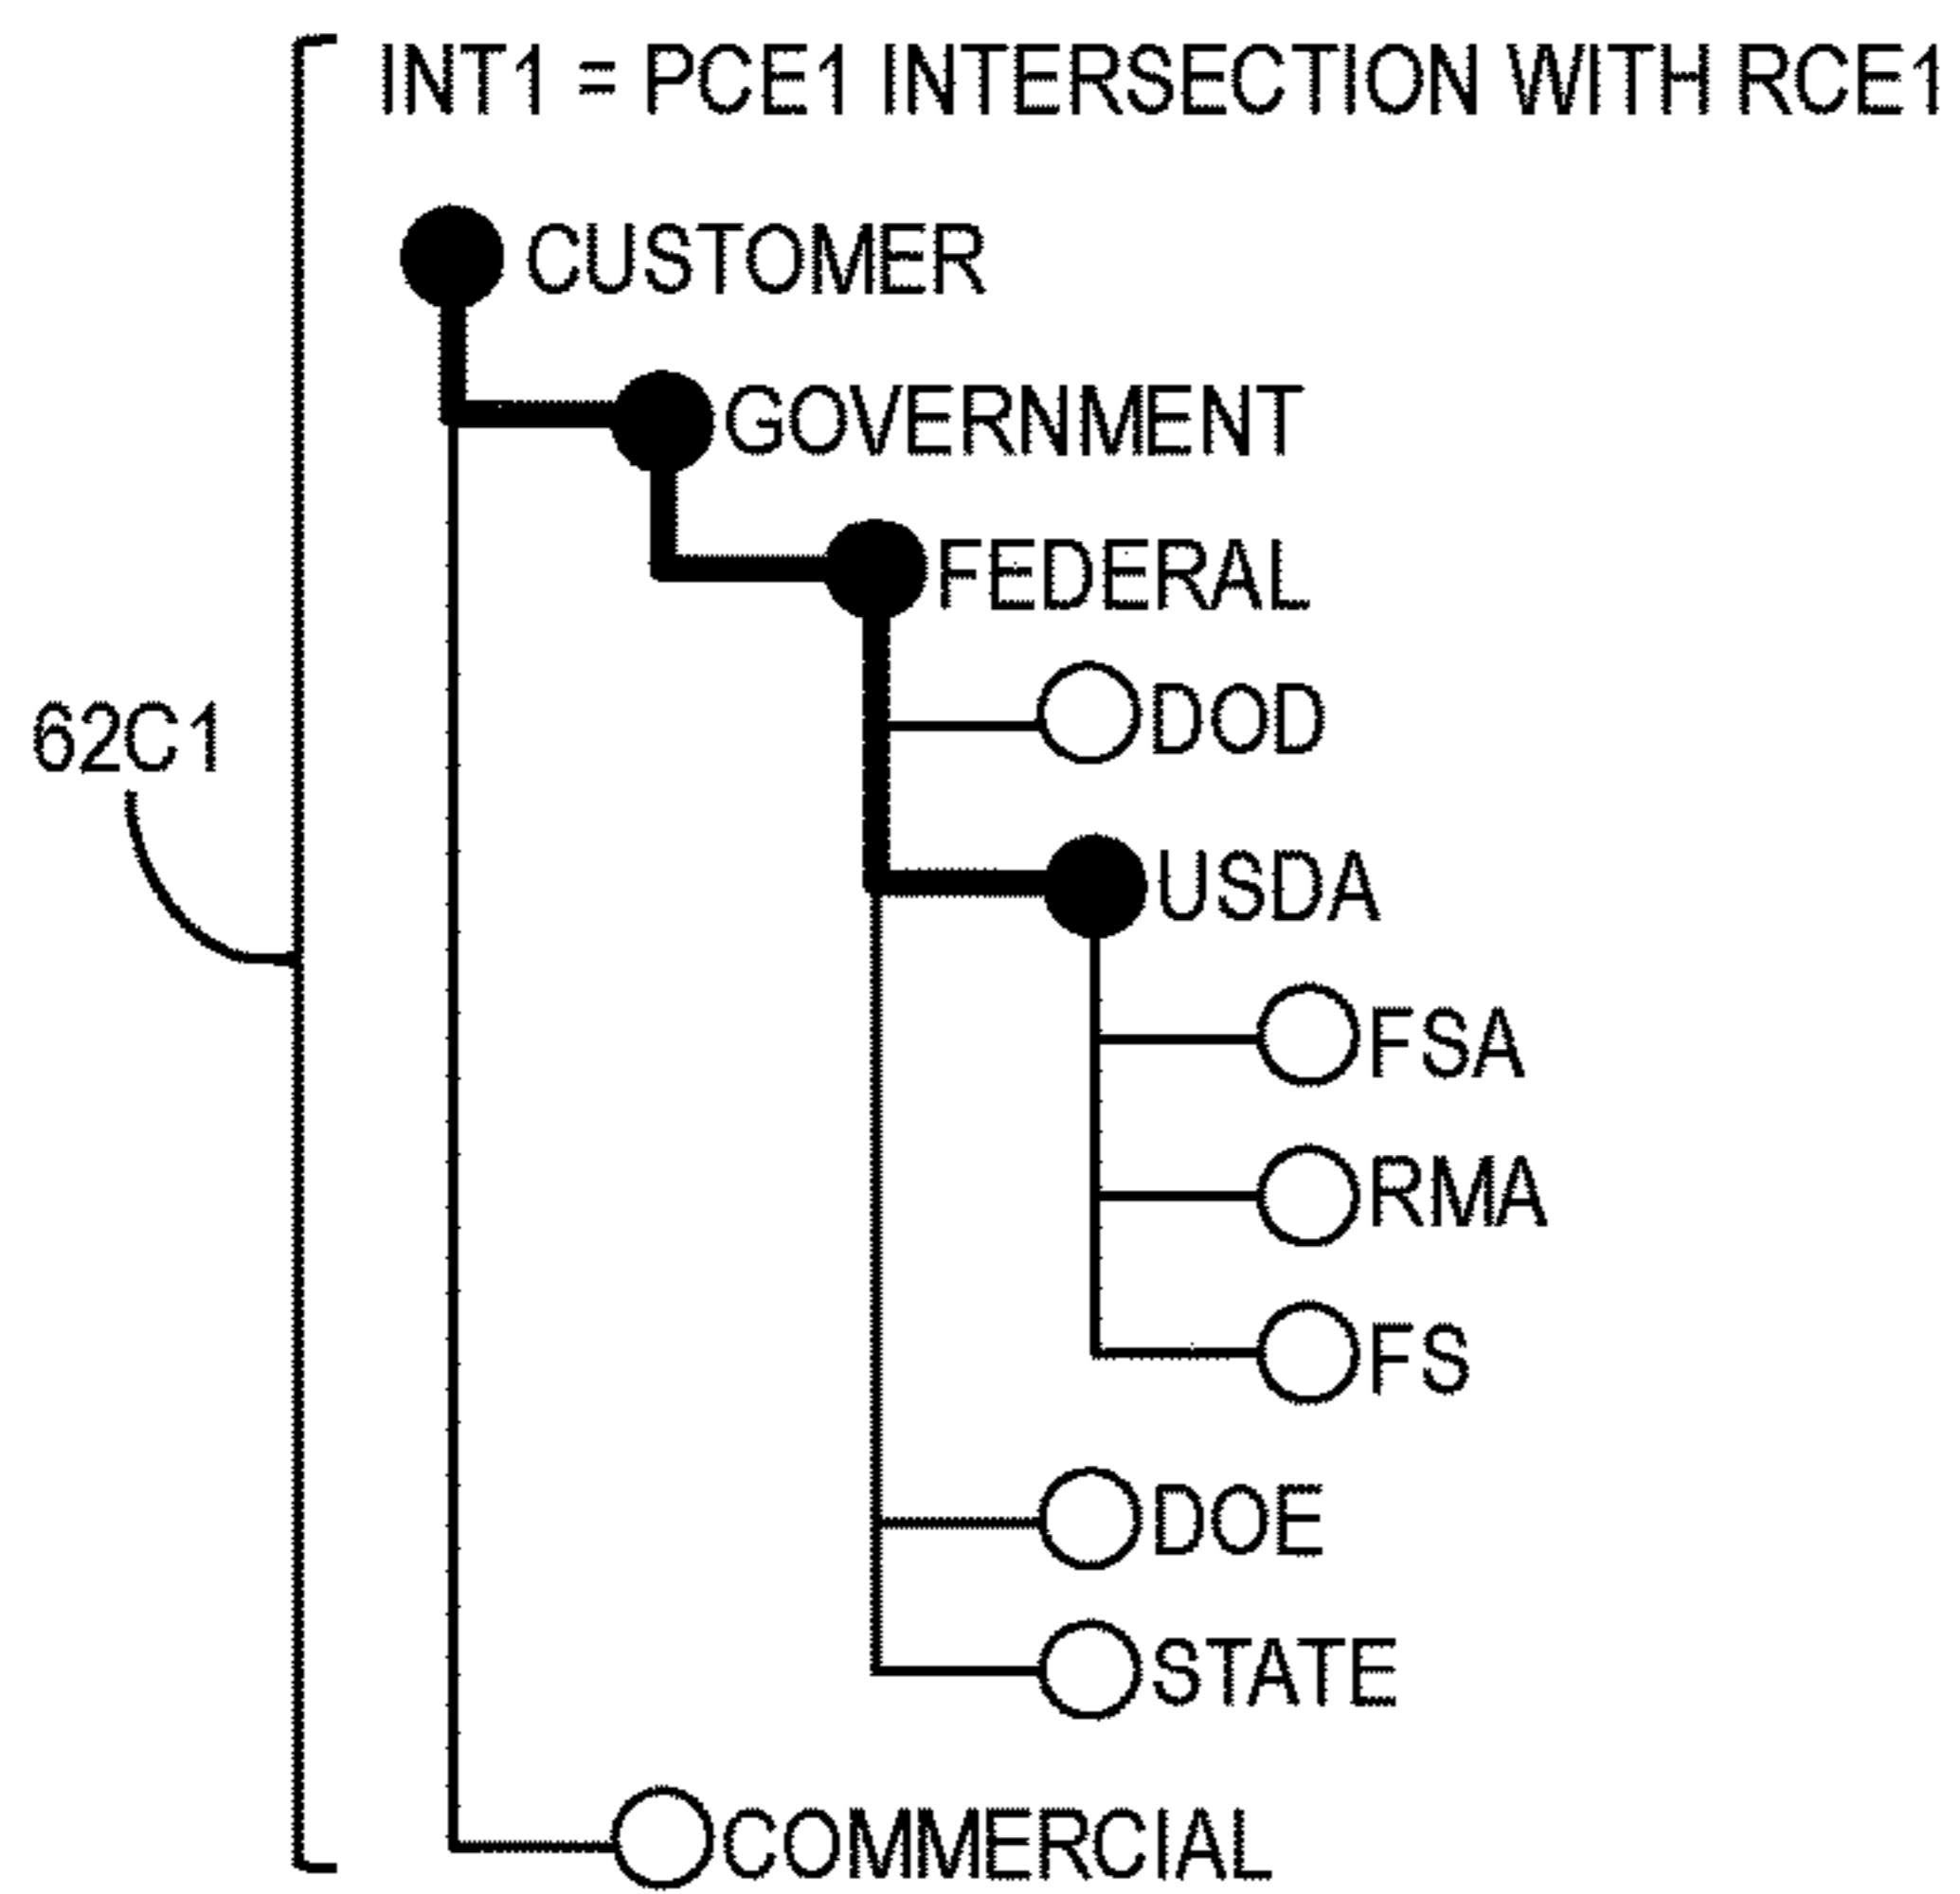 INT1 = PCE1 INTERSECTION WITH RCE1
CUSTOMER
GOVERNMENT
FEDERAL
DOD
62C1
USDA
FSA
RMA
FS
DOE
STATE
COMMERCIAL